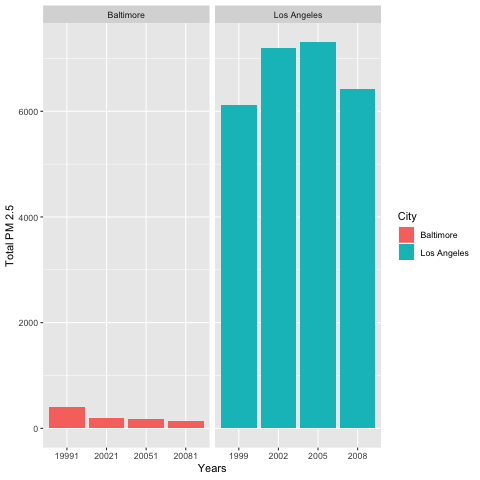 Baltimore
Los Angeles
6000
4000
2000
0
Total PM 2.5
19991
20021
20051
20081
1999
2002
2005
2008
Years
City
Baltimore
Los Angeles